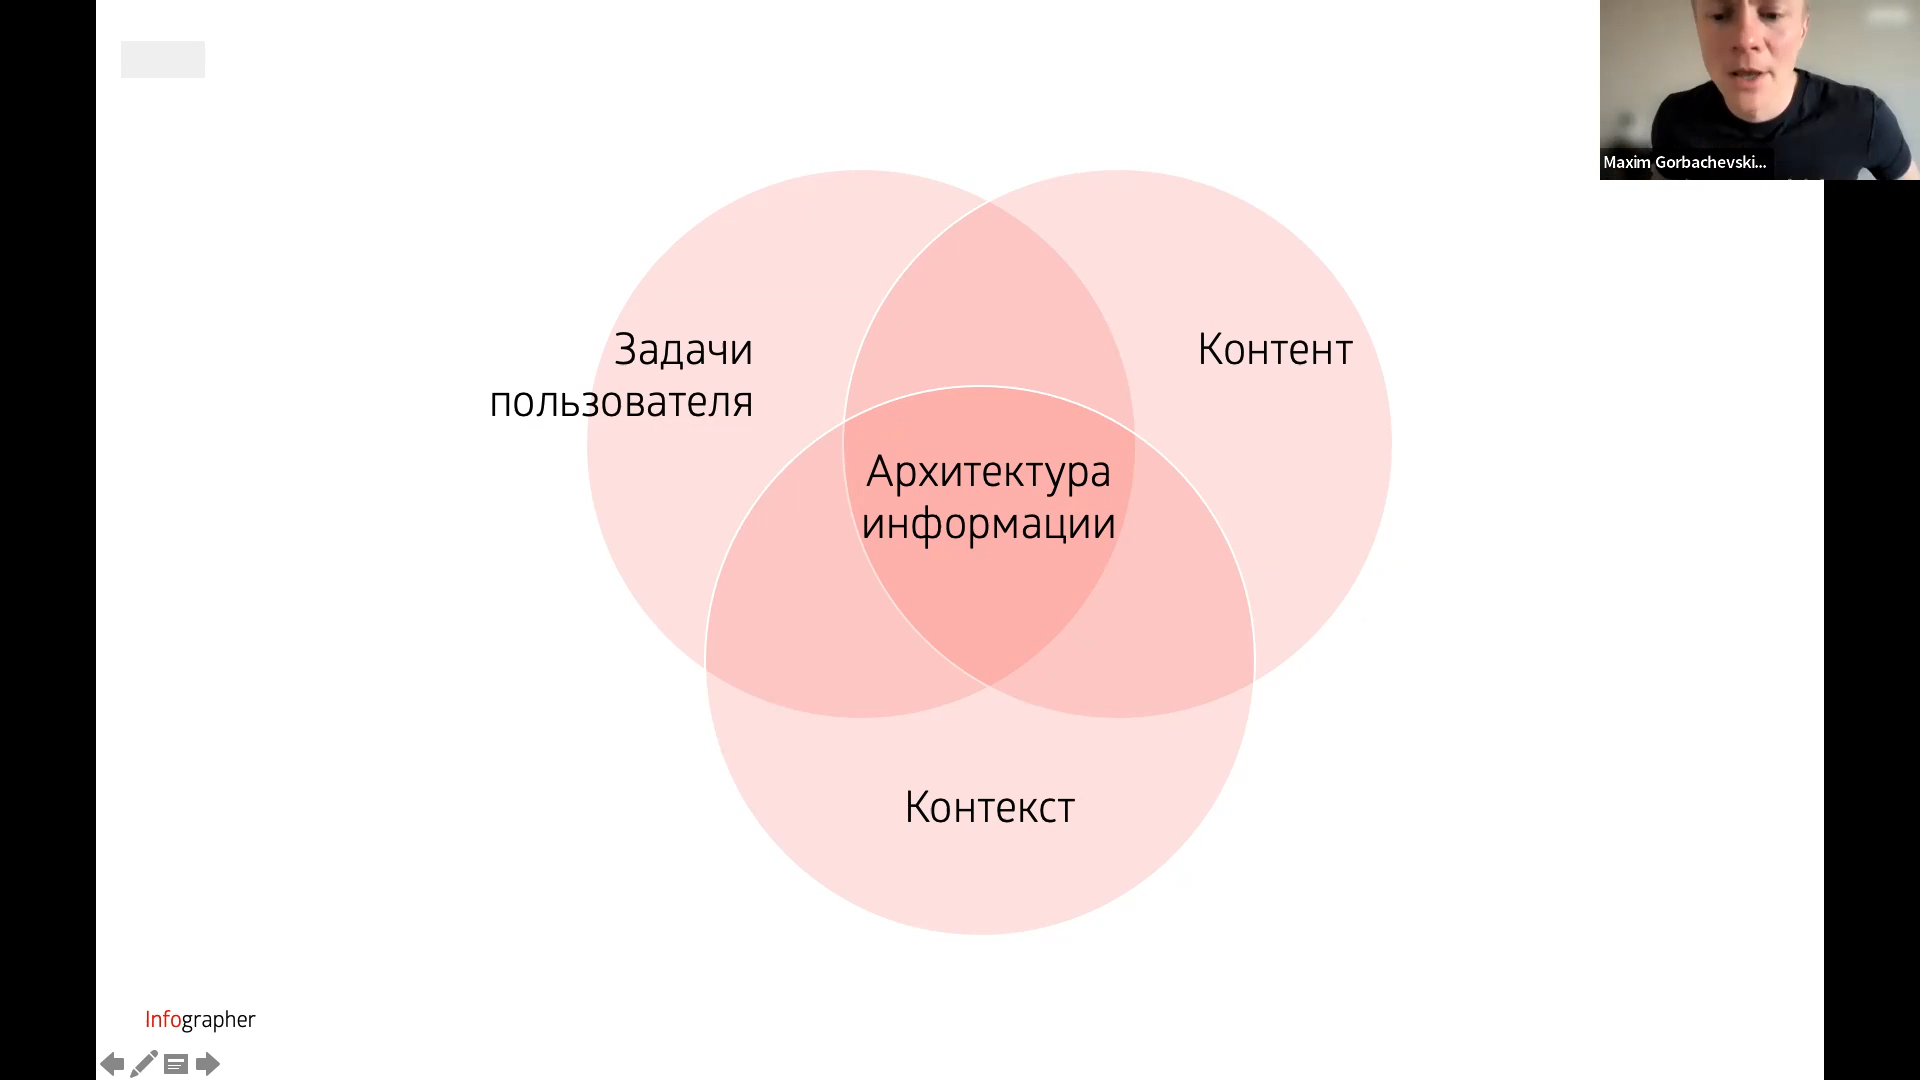 Maxim Gorbachevski...
Задачи
пользователя
Контент
Архитектура
информации
Контекст
Infographer